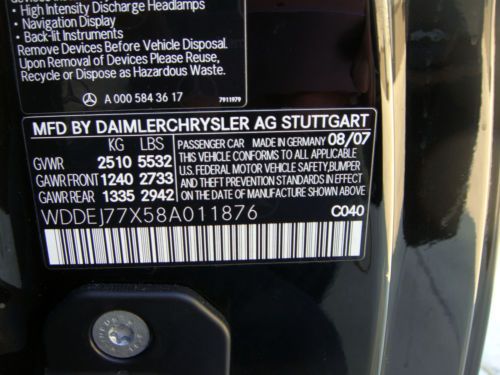 • High Intensity Discharge Headlamps
• Navigation Display
• Back-lit Instruments
Remove Devices Before Vehicle Disposal.
Upon Removal of Devices Please Reuse,
Recycle or Dispose as Hazardous Waste.
A 000 584 36 17 7911979
MFD BY DAIMLERCHRYSLER AG STUTTGART
KG LBS
GVWR 2510 5532
GAWR FRONT 1240 2733
GAWR REAR 1335 2942
PASSENGER CAR MADE IN GERMANY 08/07
THIS VEHICLE CONFORMS TO ALL APPLICABLE
U.S. FEDERAL MOTOR VEHICLE SAFETY, BUMPER,
AND THEFT PREVENTION STANDARDS IN EFFECT
ON THE DATE OF MANUFACTURE SHOWN ABOVE.
WDDEJ77X58A011876 C040